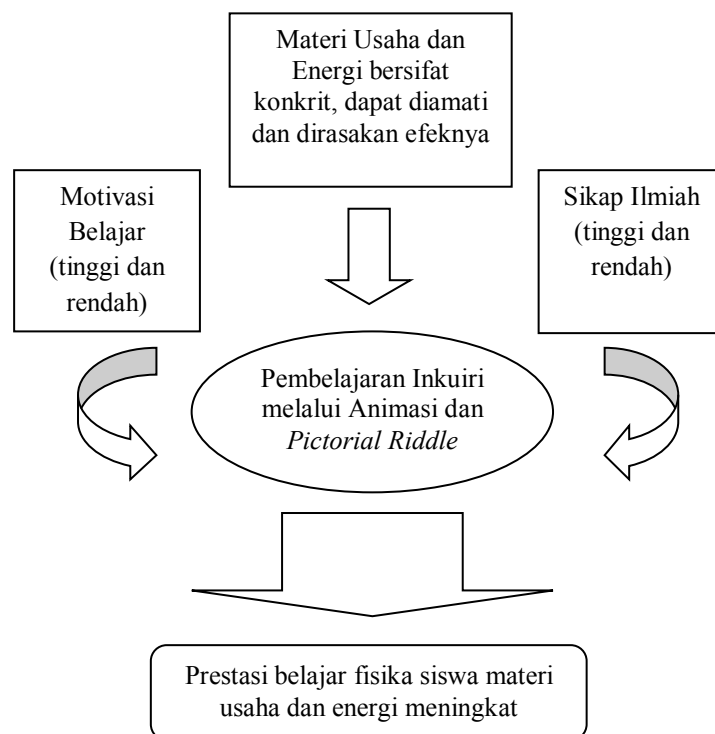 Materi Usaha dan
Energi bersifat
konkrit, dapat diamati
dan dirasakan efeknya
Motivasi
Belajar
(tinggi dan
rendah)
Sikap Ilmiah
(tinggi dan
rendah)
Pembelajaran Inkuiri
melalui Animasi dan
Pictorial Riddle
Prestasi belajar fisika siswa materi
usaha dan energi meningkat